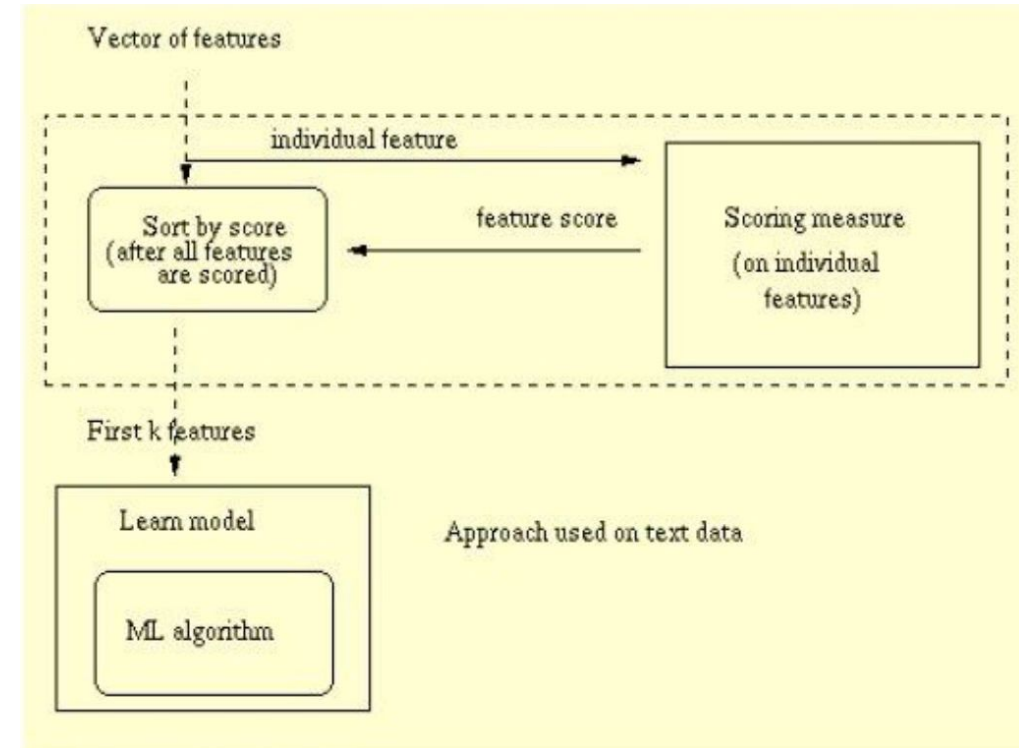 Vector of features
individual feature
Sort by score
(after all features
are scored)
feature score
Scoring measure
(on individual
features)
First k features
Learn model
ML algorithm
Approach used on text data